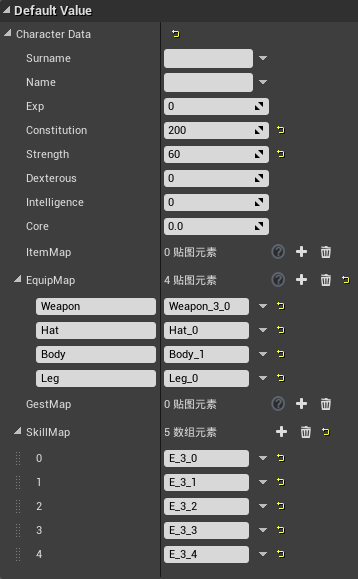 Default Value
Character Data
Surname
Name
Exp 0
Constitution 200
Strength 60
Dexterous 0
Intelligence 0
Core 0.0
ItemMap 0 贴图元素
EquipMap 4 贴图元素
Weapon Weapon_3_0
Hat Hat_0
Body Body_1
Leg Leg_0
GestMap 0 贴图元素
SkillMap 5 数组元素
0 E_3_0
1 E_3_1
2 E_3_2
3 E_3_3
4 E_3_4